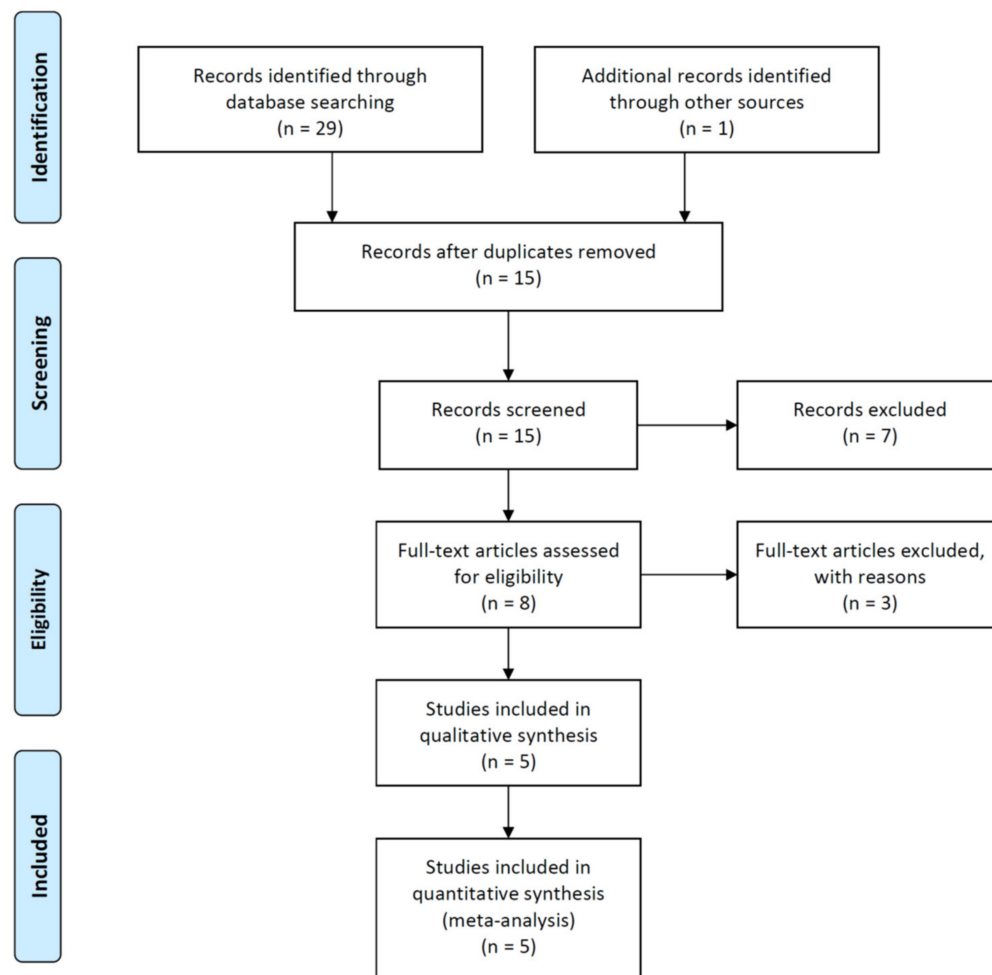 Identification
Records identified through
database searching
(n = 29)
Additional records identified
through other sources
(n = 1)
Records after duplicates removed
(n = 15)
Screening
Records screened
(n = 15)
Records excluded
(n = 7)
Eligibility
Full-text articles assessed
for eligibility
(n = 8)
Full-text articles excluded,
with reasons
(n = 3)
Studies included in
qualitative synthesis
(n = 5)
Included
Studies included in
quantitative synthesis
(meta-analysis)
(n = 5)